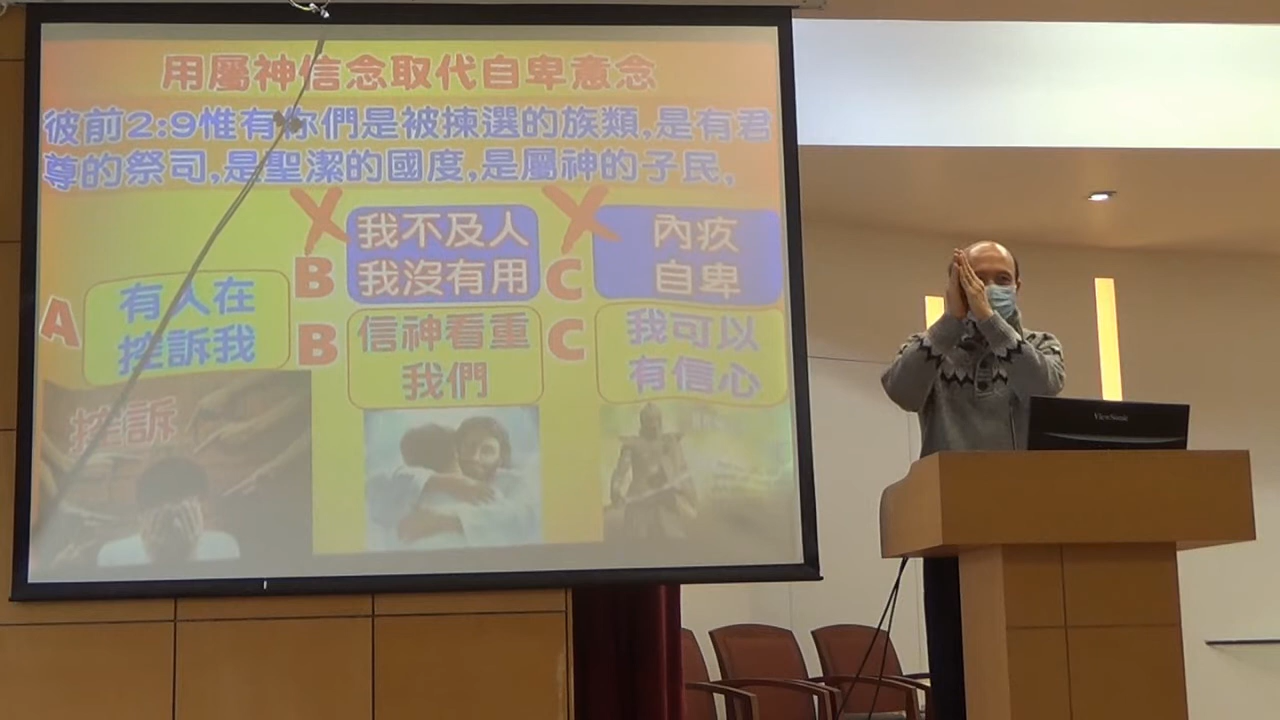 用屬神信念取代自卑意念
彼前2:9惟有你們是被揀選的族類,是有君
尊的祭司,是聖潔的國度,是屬神的子民,
A
有人在
控訴我
X
B
我不及人
我沒有用
X
C
內疚
自卑
B
信神看重
我們
C
我可以
有信心
控訴
ViewSonic